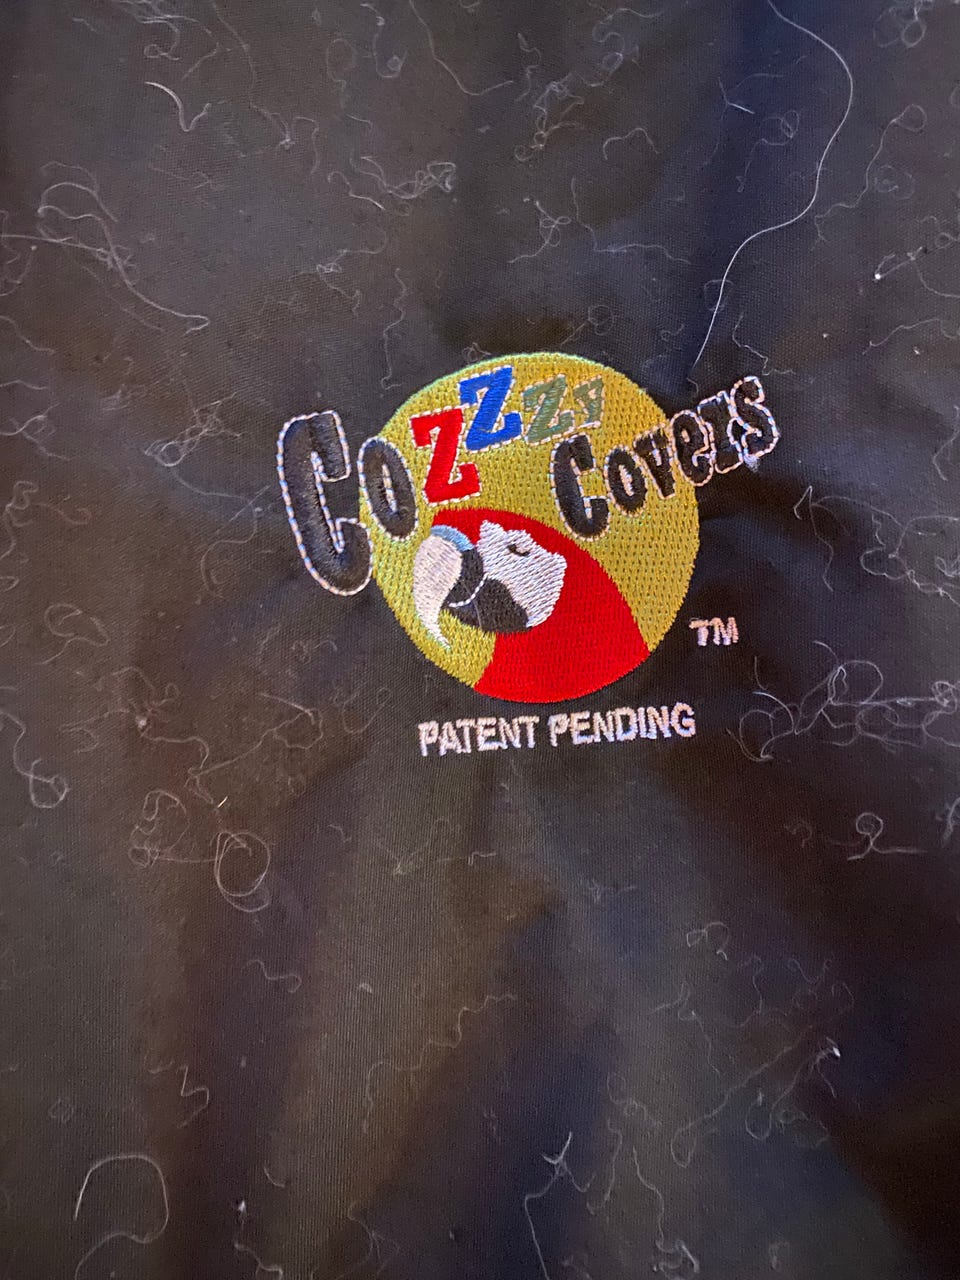 Cozzzy
Covers
TM
PATENT PENDING